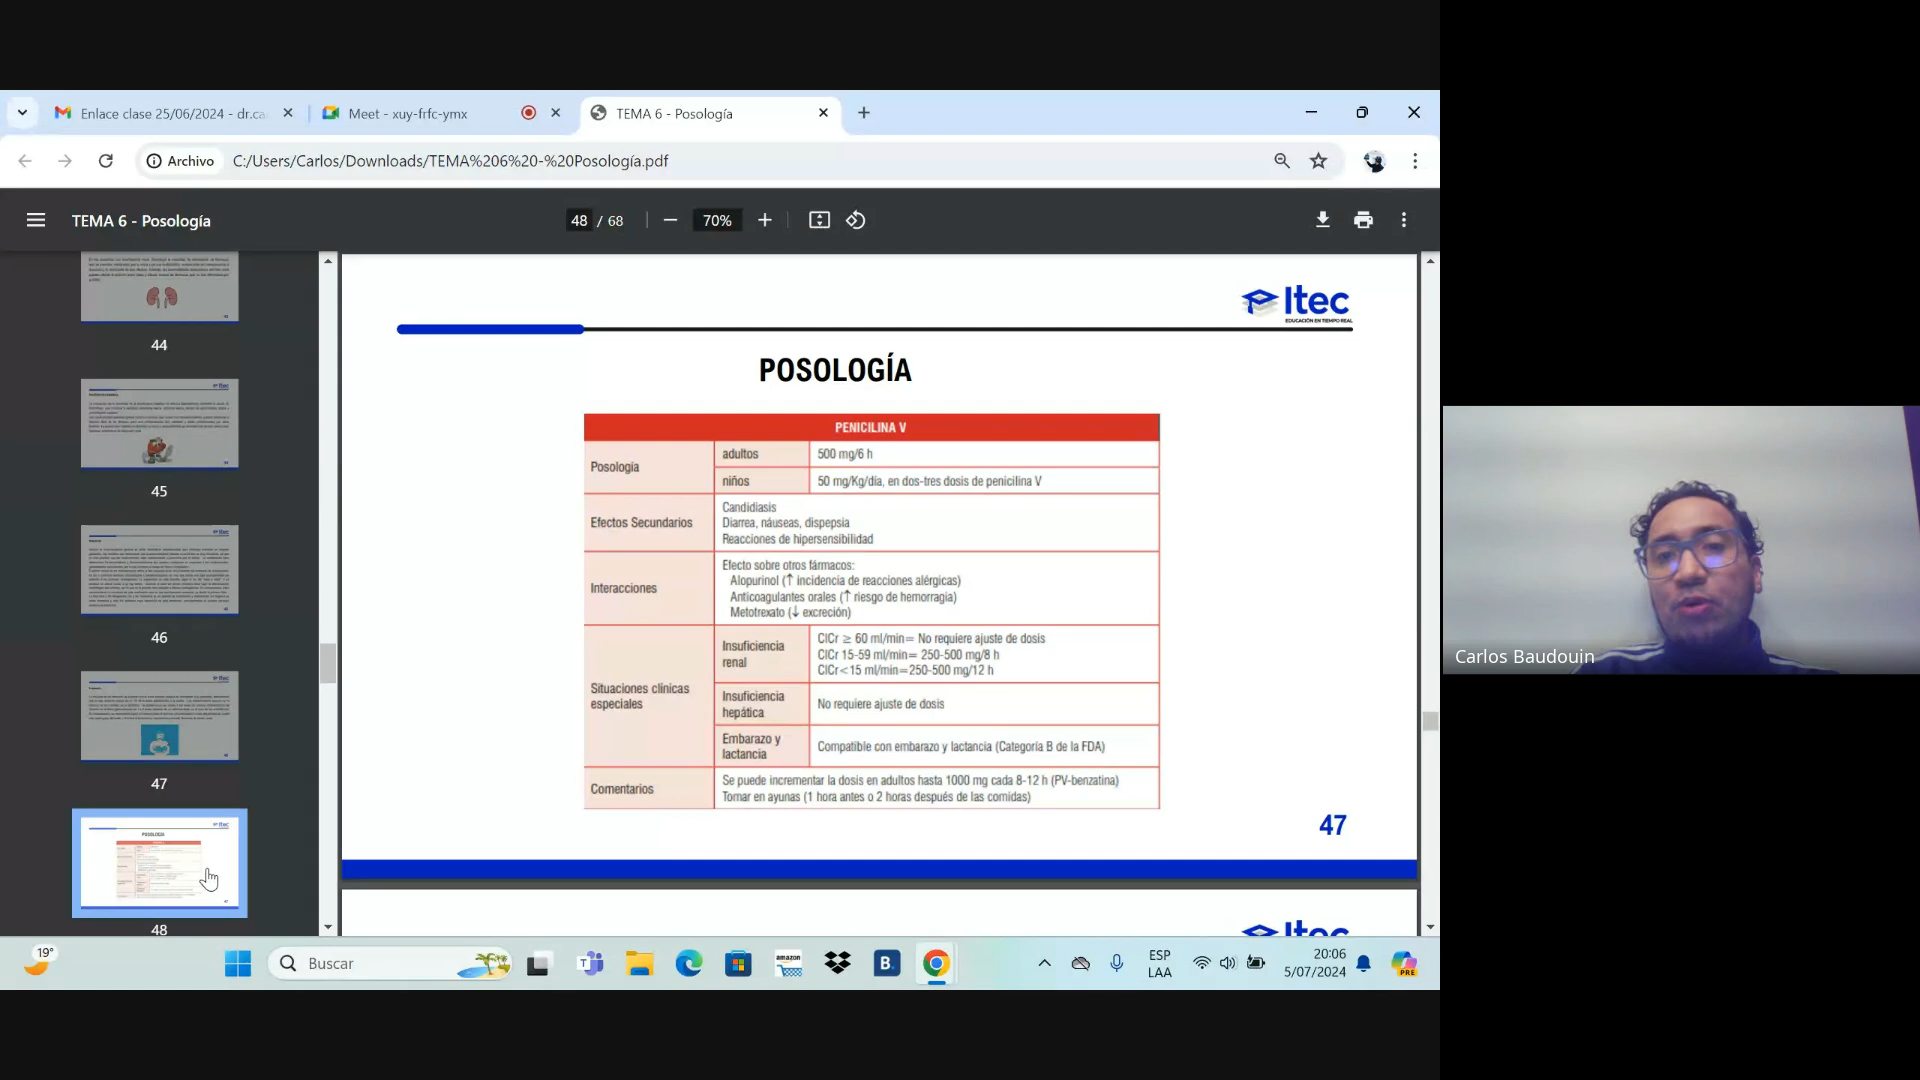 Enlace clase 25/06/2024 - dr.ca
Meet - xuy-frfc-ymx
TEMA 6 - Posología
Archivo
C:/Users/Carlos/Downloads/TEMA%206%20-%20Posología.pdf
TEMA 6 - Posología
48 / 68
70%
44
45
46
47
48
Itec
EDUCACIÓN EN TIEMPO REAL
POSOLOGÍA
PENICILINA V
Posología
adultos
500 mg/6 h
niños
50 mg/Kg/día, en dos-tres dosis de penicilina V
Efectos Secundarios
Candidiasis
Diarrea, náuseas, dispepsia
Reacciones de hipersensibilidad
Interacciones
Efecto sobre otros fármacos:
Alopurinol (↑ incidencia de reacciones alérgicas)
Anticoagulantes orales (↑ riesgo de hemorragia)
Metotrexato (↓ excreción)
Situaciones clínicas
especiales
Insuficiencia
renal
ClCr ≥ 60 ml/min= No requiere ajuste de dosis
ClCr 15-59 ml/min= 250-500 mg/8 h
ClCr<15 ml/min=250-500 mg/12 h
Insuficiencia
hepática
No requiere ajuste de dosis
Embarazo y
lactancia
Compatible con embarazo y lactancia (Categoría B de la FDA)
Comentarios
Se puede incrementar la dosis en adultos hasta 1000 mg cada 8-12 h (PV-benzatina)
Tomar en ayunas (1 hora antes o 2 horas después de las comidas)
47
Itec
Carlos Baudouin
19°
Buscar
amazon
B.
ESP
LAA
20:06
5/07/2024
PRE